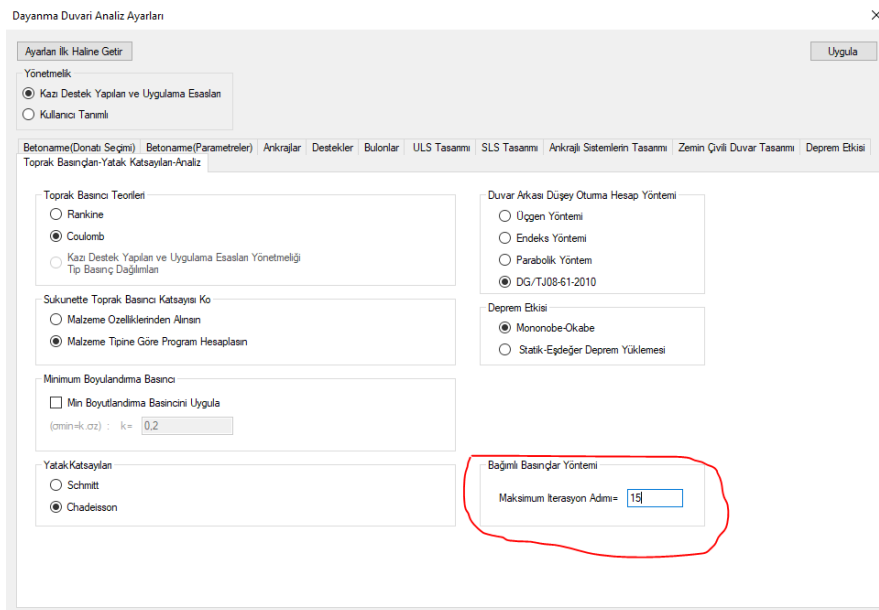 Dayanma Duvari Analiz Ayarları
Ayarları İlk Haline Getir
Uygula
Yönetmelik
Kazı Destek Yapıları ve Uygulama Esasları
Kullanıcı Tanımlı
Betonarme(Donatı Seçimi) Betonarme(Parametreler) Ankrajlar Destekler Bulonlar ULS Tasarımı SLS Tasarımı Ankrajlı Sistemlerin Tasarımı Zemin Çivili Duvar Tasarımı Deprem Etkisi
Toprak Basınçları-Yatak Katsayıları-Analiz
Toprak Basıncı Teorileri
Rankine
Coulomb
Kazı Destek Yapıları ve Uygulama Esasları Yönetmeliği
Tip Basınç Dağılımları
Sukunette Toprak Basıncı Katsayısı Ko
Malzeme Ozelliklerinden Alınsın
Malzeme Tipine Göre Program Hesaplasın
Minimum Boyulandırma Basıncı
Min Boyutlandirma Basincini Uygula
(σmin=k.σz) : k= 0,2
Yatak Katsayıları
Schmitt
Chadeisson
Duvar Arkası Düşey Oturma Hesap Yöntemi
Üçgen Yöntemi
Endeks Yöntemi
Parabolik Yöntem
DG/TJ08-61-2010
Deprem Etkisi
Mononobe-Okabe
Statik-Eşdeğer Deprem Yüklemesi
Bağımlı Basınçlar Yöntemi
Maksimum İterasyon Adımı= 15